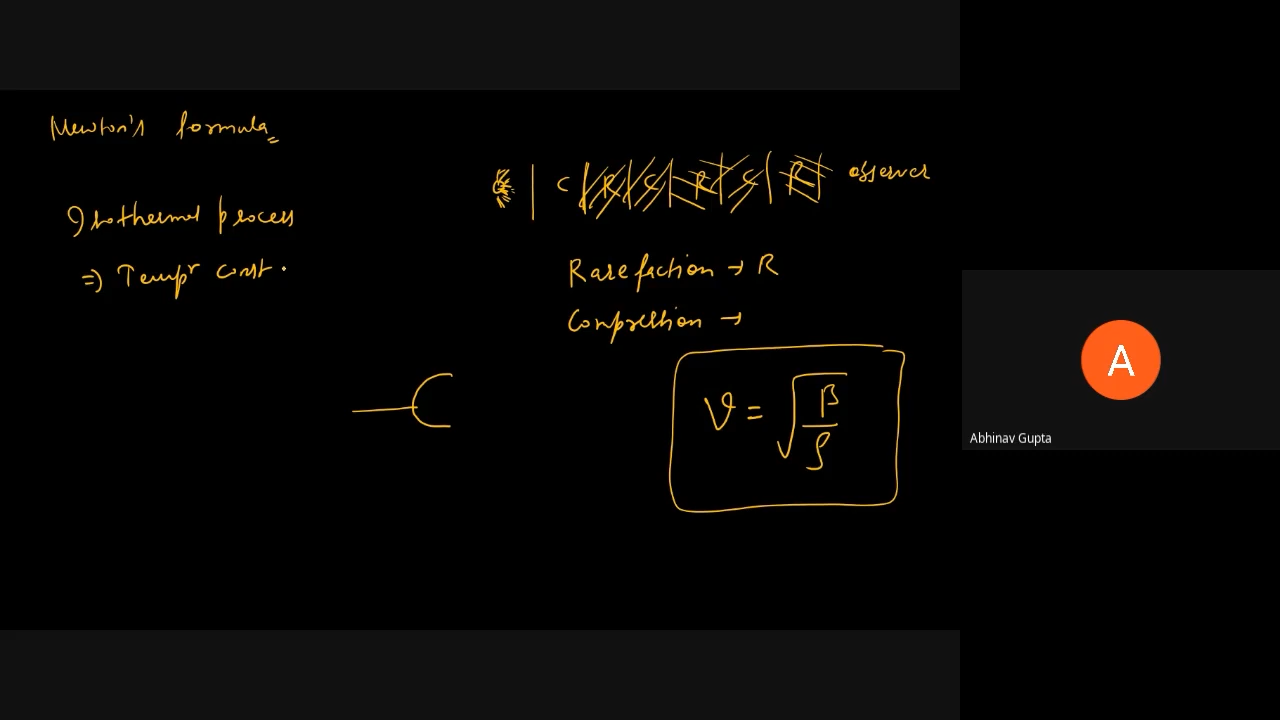 Newton's formula
C | C | R | C | R | C | R | observer
Isothermal process
⇒ Tempr const.
Rarefaction → R
Compression →
v = √(β/ρ)
A
Abhinav Gupta